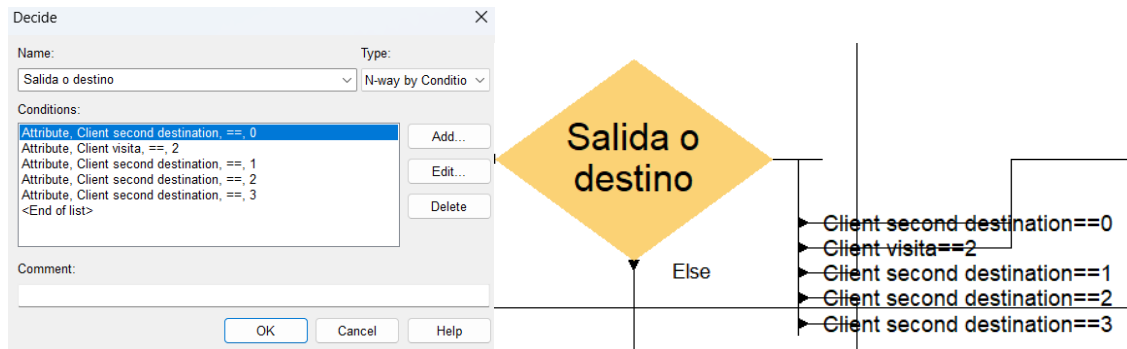 Decide
Name:
Type:
Salida o destino
N-way by Conditio
Conditions:
Attribute, Client second destination, ==, 0
Attribute, Client visita, ==, 2
Attribute, Client second destination, ==, 1
Attribute, Client second destination, ==, 2
Attribute, Client second destination, ==, 3
<End of list>
Add...
Edit...
Delete
Comment:
OK
Cancel
Help
Salida o
destino
Else
Client second destination==0
Client visita==2
Client second destination==1
Client second destination==2
Client second destination==3